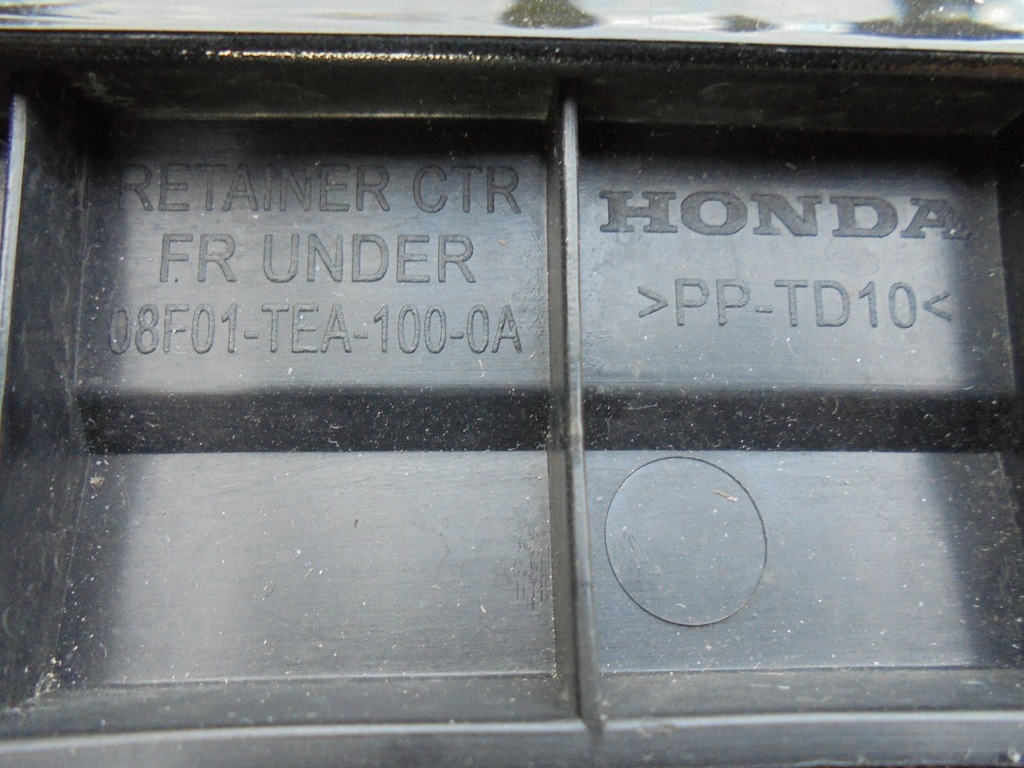 RETAINER CTR
FR UNDER
08F01-TEA-100-0A
HONDA
>PP-TD10<